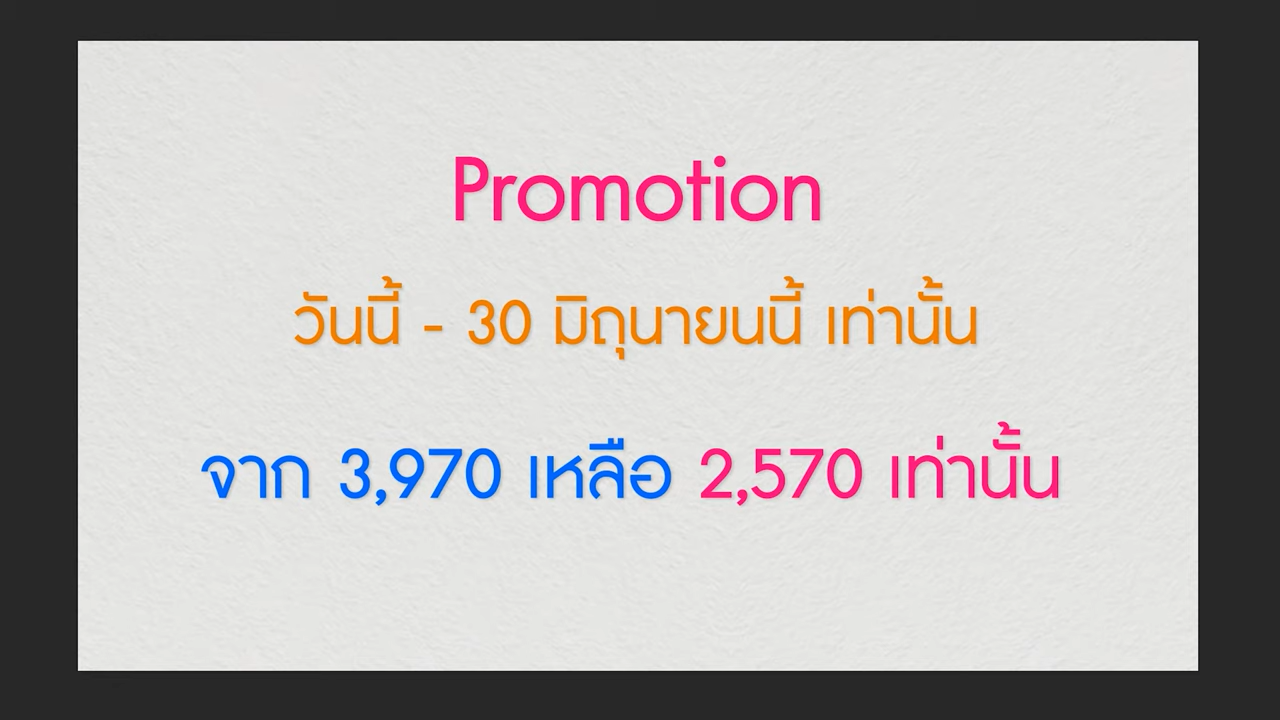 Promotion
วันนี้ - 30 มิถุนายนนี้ เท่านั้น
จาก 3,970 เหลือ 2,570 เท่านั้น